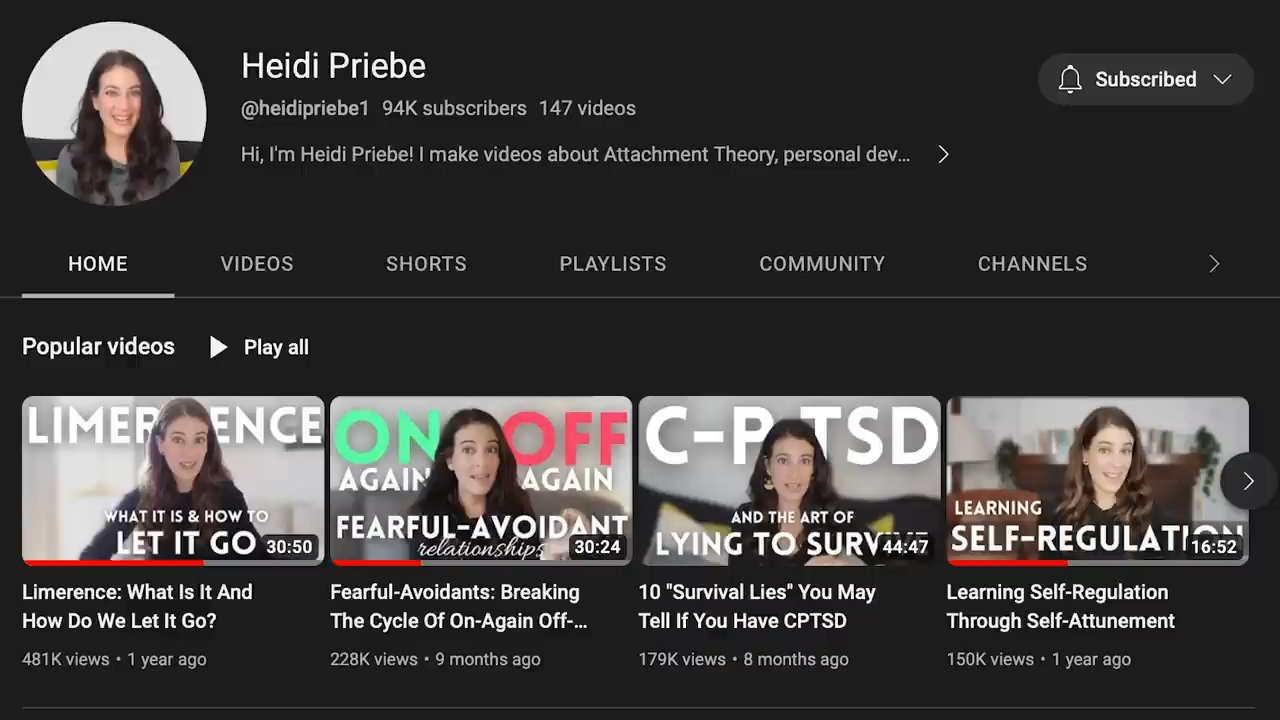 Heidi Priebe
@heidipriebe1 94K subscribers 147 videos
Hi, I'm Heidi Priebe! I make videos about Attachment Theory, personal dev...
Subscribed
HOME VIDEOS SHORTS PLAYLISTS COMMUNITY CHANNELS
Popular videos Play all
LIMERENCE
WHAT IT IS & HOW TO
LET IT GO
30:50
Limerence: What Is It And
How Do We Let It Go?
481K views • 1 year ago
ON OFF
AGAIN AGAIN
FEARFUL-AVOIDANT
relationships
30:24
Fearful-Avoidants: Breaking
The Cycle Of On-Again Off-...
228K views • 9 months ago
C-PTSD
AND THE ART OF
LYING TO SURVIVE
44:47
10 "Survival Lies" You May
Tell If You Have CPTSD
179K views • 8 months ago
LEARNING
SELF-REGULATION
16:52
Learning Self-Regulation
Through Self-Attunement
150K views • 1 year ago